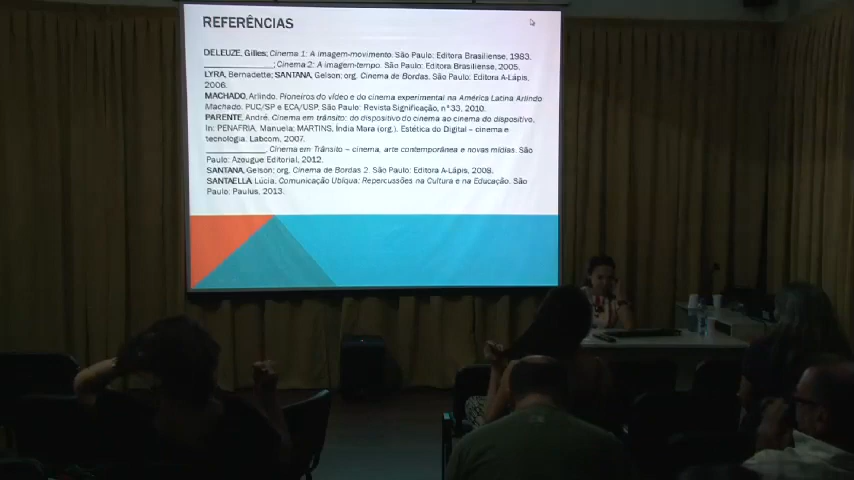 REFERÊNCIAS
DELEUZE, Gilles; Cinema 1: A imagem-movimento. São Paulo: Editora Brasiliense, 1983.
______________; Cinema 2: A imagem-tempo. São Paulo: Editora Brasiliense, 2005.
LYRA, Bernadette; SANTANA, Gelson; org. Cinema de Bordas. São Paulo: Editora A-Lápis,
2006.
MACHADO, Arlindo. Pioneiros do vídeo e do cinema experimental na América Latina Arlindo
Machado. PUC/SP e ECA/USP. São Paulo: Revista Significação, n° 33, 2010.
PARENTE, André. Cinema em trânsito: do dispositivo do cinema ao cinema do dispositivo.
In: PENAFRIA, Manuela; MARTINS, Índia Mara (org.). Estética do Digital – cinema e
tecnologia. Labcom, 2007.
_____________. Cinema em Trânsito – cinema, arte contemporânea e novas mídias. São
Paulo: Azougue Editorial, 2012.
SANTANA, Gelson; org. Cinema de Bordas 2. São Paulo: Editora A-Lápis, 2008.
SANTAELLA, Lúcia. Comunicação Ubíqua: Repercussões na Cultura e na Educação. São
Paulo: Paulus, 2013.